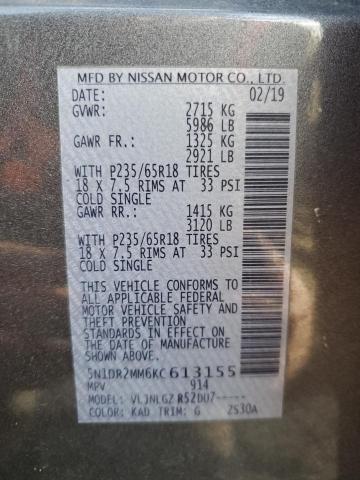 MFD BY NISSAN MOTOR CO., LTD.
DATE: 02/19
GVWR: 2715 KG
5986 LB
GAWR FR.: 1325 KG
2921 LB
WITH P235/65R18 TIRES
18 X 7.5 RIMS AT 33 PSI
COLD SINGLE
GAWR RR.: 1415 KG
3120 LB
WITH P235/65R18 TIRES
18 X 7.5 RIMS AT 33 PSI
COLD SINGLE
THIS VEHICLE CONFORMS TO
ALL APPLICABLE FEDERAL
MOTOR VEHICLE SAFETY AND
THEFT PREVENTION
STANDARDS IN EFFECT ON
THE DATE OF MANUFACTURE
SHOWN ABOVE.
5N1DR2MM6KC613155
MPV 914
MODEL: VLJNLGZ R52DU7-----
COLOR: KAD TRIM: G ZS30A